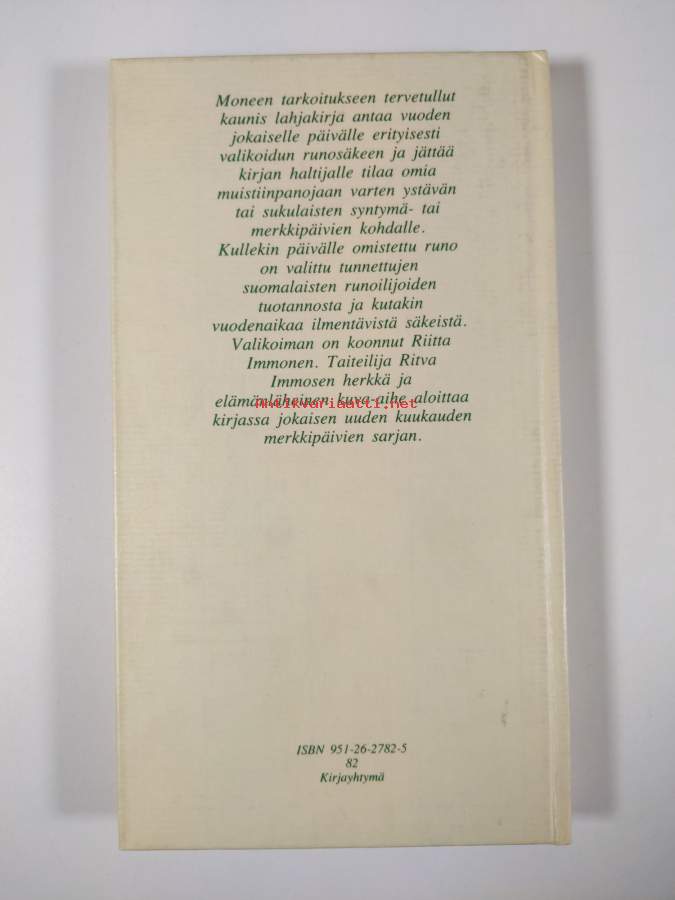 Moneen tarkoitukseen tervetullut
kaunis lahjakirja antaa vuoden
jokaiselle päivälle erityisesti
valikoidun runosäkeen ja jättää
kirjan haltijalle tilaa omia
muistiinpanojaan varten ystävän
tai sukulaisten syntymä- tai
merkkipäivien kohdalle.
Kullekin päivälle omistettu runo
on valittu tunnettujen
suomalaisten runoilijoiden
tuotannosta ja kutakin
vuodenaikaa ilmentävistä säkeistä.
Valikoiman on koonnut Riitta
Immonen. Taiteilija Ritva
Immosen herkkä ja
elämänläheinen kuva-aihe aloittaa
Antikvariaatti.net
kirjassa jokaisen uuden kuukauden
merkkipäivien sarjan.
ISBN 951-26-2782-5
82
Kirjayhtymä